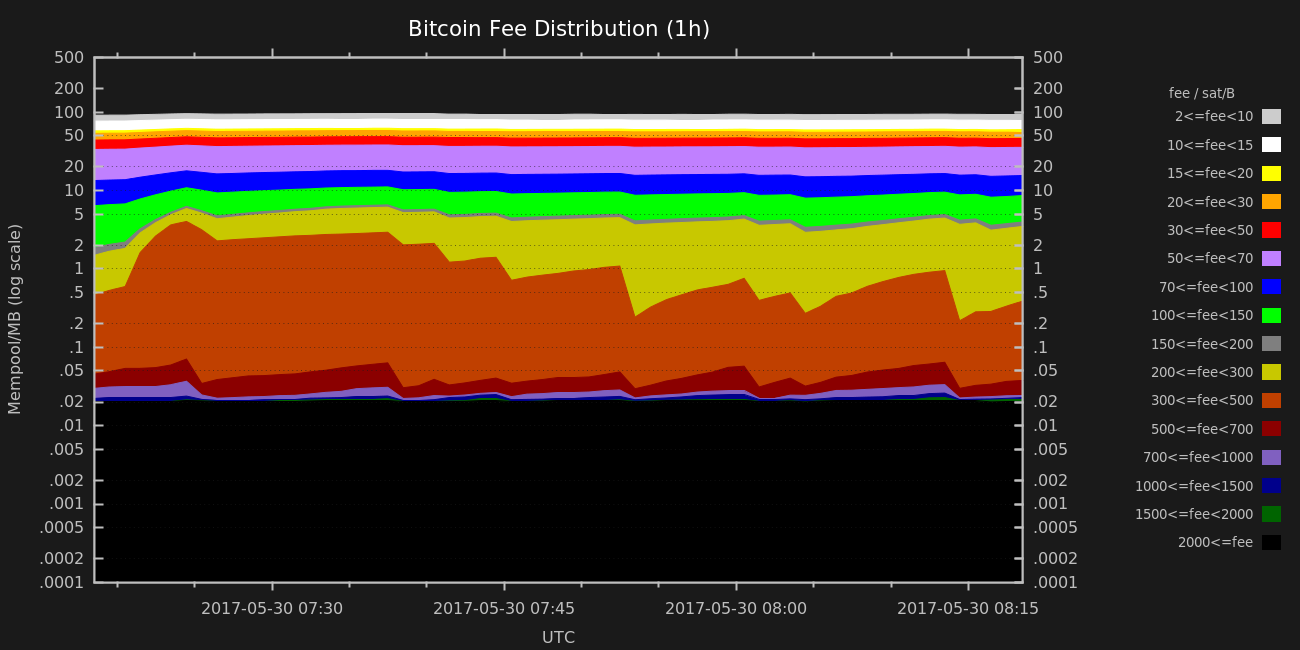 Bitcoin Fee Distribution (1h)
500
200
100
50
20
10
5
2
1
.5
.2
.1
.05
.02
.01
.005
.002
.001
.0005
.0002
.0001
Mempool/MB (log scale)
500
200
100
50
20
10
5
2
1
.5
.2
.1
.05
.02
.01
.005
.002
.001
.0005
.0002
.0001
fee / sat/B
2<=fee<10
10<=fee<15
15<=fee<20
20<=fee<30
30<=fee<50
50<=fee<70
70<=fee<100
100<=fee<150
150<=fee<200
200<=fee<300
300<=fee<500
500<=fee<700
700<=fee<1000
1000<=fee<1500
1500<=fee<2000
2000<=fee
2017-05-30 07:30 2017-05-30 07:45 2017-05-30 08:00 2017-05-30 08:15
UTC